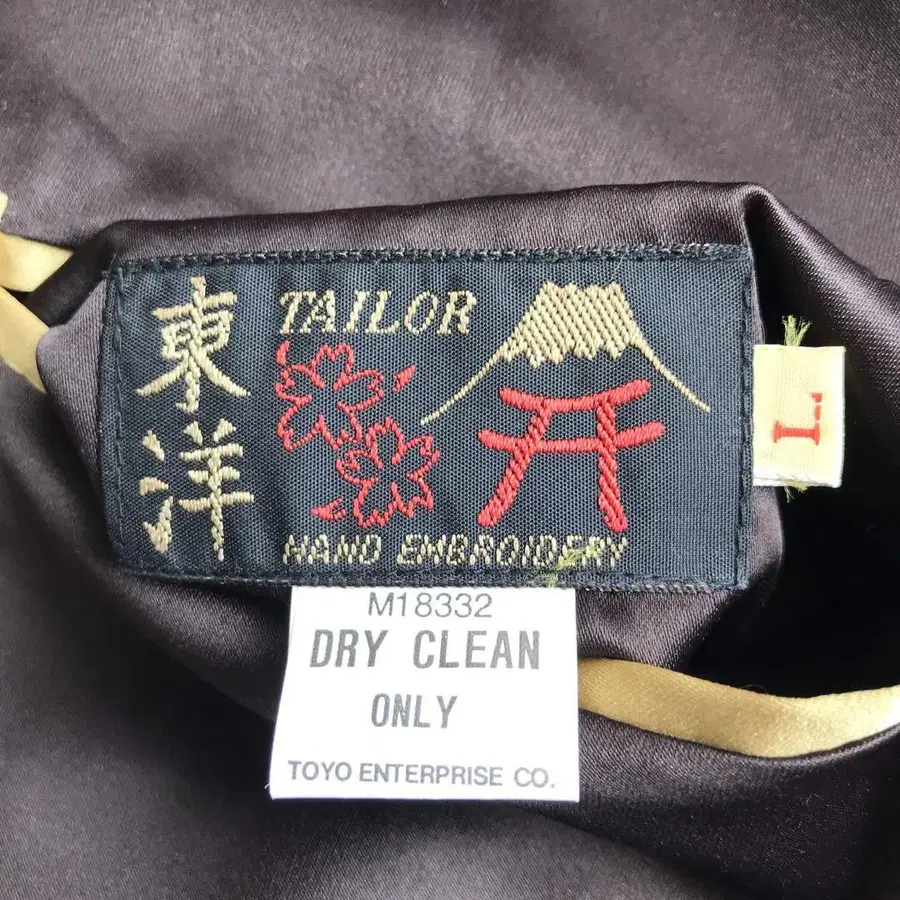 東洋
TAILOR
HAND EMBROIDERY
L
M18332
DRY CLEAN
ONLY
TOYO ENTERPRISE CO.